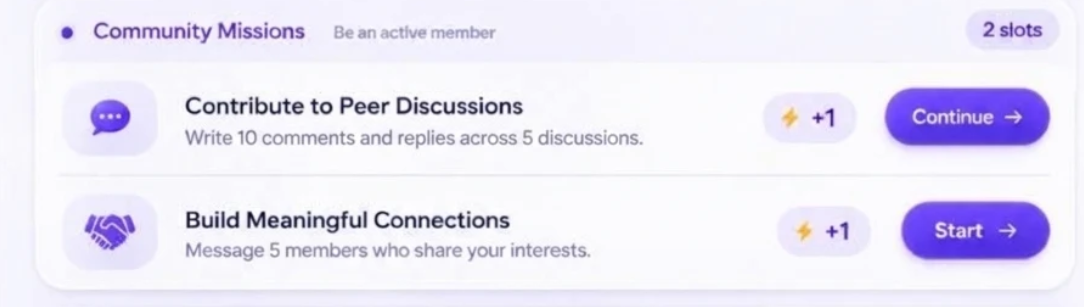 Community Missions Be an active member 2 slots
Contribute to Peer Discussions
Write 10 comments and replies across 5 discussions.
+1 Continue →
Build Meaningful Connections
Message 5 members who share your interests.
+1 Start →